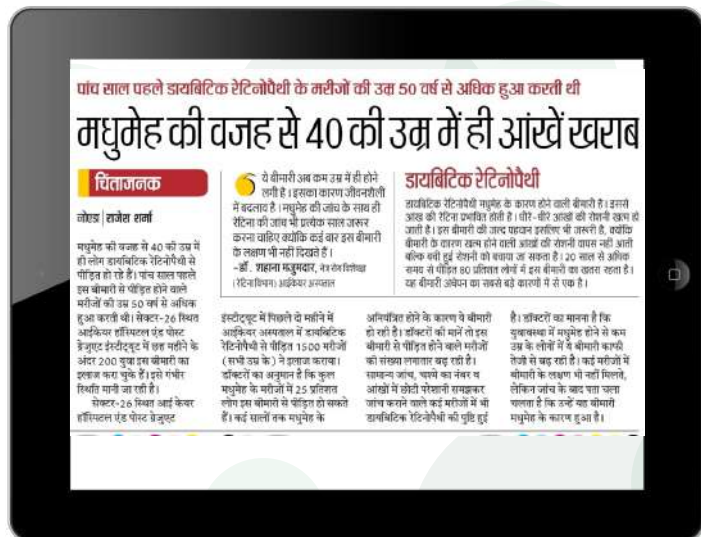 पांच साल पहले डायबिटिक रेटिनोपैथी के मरीजों की उम्र 50 वर्ष से अधिक हुआ करती थी
मधुमेह की वजह से 40 की उम्र में ही आंखें खराब
चिंताजनक
नोएडा | राजेश शर्मा
मधुमेह की वजह से 40 की उम्र में
ही लोग डायबिटिक रेटिनोपैथी से
पीड़ित हो रहे हैं। पांच साल पहले
इस बीमारी से पीड़ित होने वाले
मरीजों की उम्र 50 वर्ष से अधिक
हुआ करती थी। सेक्टर-26 स्थित
आईकेयर हॉस्पिटल एंड पोस्ट
ग्रेजुएट इंस्टीट्यूट में छह महीने के
अंदर 200 युवा इस बीमारी का
इलाज करा चुके हैं। इसे गंभीर
स्थिति मानी जा रही है।
सेक्टर-26 स्थित आई केयर
हॉस्पिटल एंड पोस्ट ग्रेजुएट
ये बीमारी अब कम उम्र में ही होने
लगी है। इसका कारण जीवनशैली
में बदलाव है। मधुमेह की जांच के साथ ही
रेटिना की जांच भी प्रत्येक साल जरूर
करना चाहिए क्योंकि कई बार इस बीमारी
के लक्षण भी नहीं दिखते हैं।
-डॉ. शहाना मजुमदार, नेत्र रोग विशेषज्ञ
(रेटिना विभाग) आईकेयर अस्पताल
डायबिटिक रेटिनोपैथी
डायबिटिक रेटिनोपैथी मधुमेह के कारण होने वाली बीमारी है। इससे
आंख की रेटिना प्रभावित होती है। धीरे-धीरे आंखों की रोशनी खत्म हो
जाती है। इस बीमारी की जल्द पहचान इसलिए भी जरूरी है, क्योंकि
बीमारी के कारण खत्म होने वाली आंखों की रोशनी वापस नहीं आती
बल्कि बची हुई रोशनी को बचाया जा सकता है। 20 साल से अधिक
समय से पीड़ित 80 प्रतिशत लोगों में इस बीमारी का खतरा रहता है।
यह बीमारी अंधेपन का सबसे बड़े कारणों में से एक है।
इंस्टीट्यूट में पिछले दो महीने में
आईकेयर अस्पताल में डायबिटिक
रेटिनोपैथी से पीड़ित 1500 मरीजों
(सभी उम्र के) ने इलाज कराया।
डॉक्टरों का अनुमान है कि कुल
मधुमेह के मरीजों में 25 प्रतिशत
लोग इस बीमारी से पीड़ित हो सकते
हैं। कई सालों तक मधुमेह के
अनियंत्रित होने के कारण ये बीमारी
हो रही है। डॉक्टरों की मानें तो इस
बीमारी से पीड़ित होने वाले मरीजों
की संख्या लगातार बढ़ रही है।
सामान्य जांच, चश्मे का नंबर व
आंखों में छोटी परेशानी समझकर
जांच कराने वाले कई मरीजों में भी
डायबिटिक रेटिनोपैथी की पुष्टि हुई
है। डॉक्टरों का मानना है कि
युवावस्था में मधुमेह होने से कम
उम्र के लोगों में ये बीमारी काफी
तेजी से बढ़ रही है। कई मरीजों में
बीमारी के लक्षण भी नहीं मिलते,
लेकिन जांच के बाद पता चला
चलता है कि उन्हें यह बीमारी
मधुमेह के कारण हुआ है।